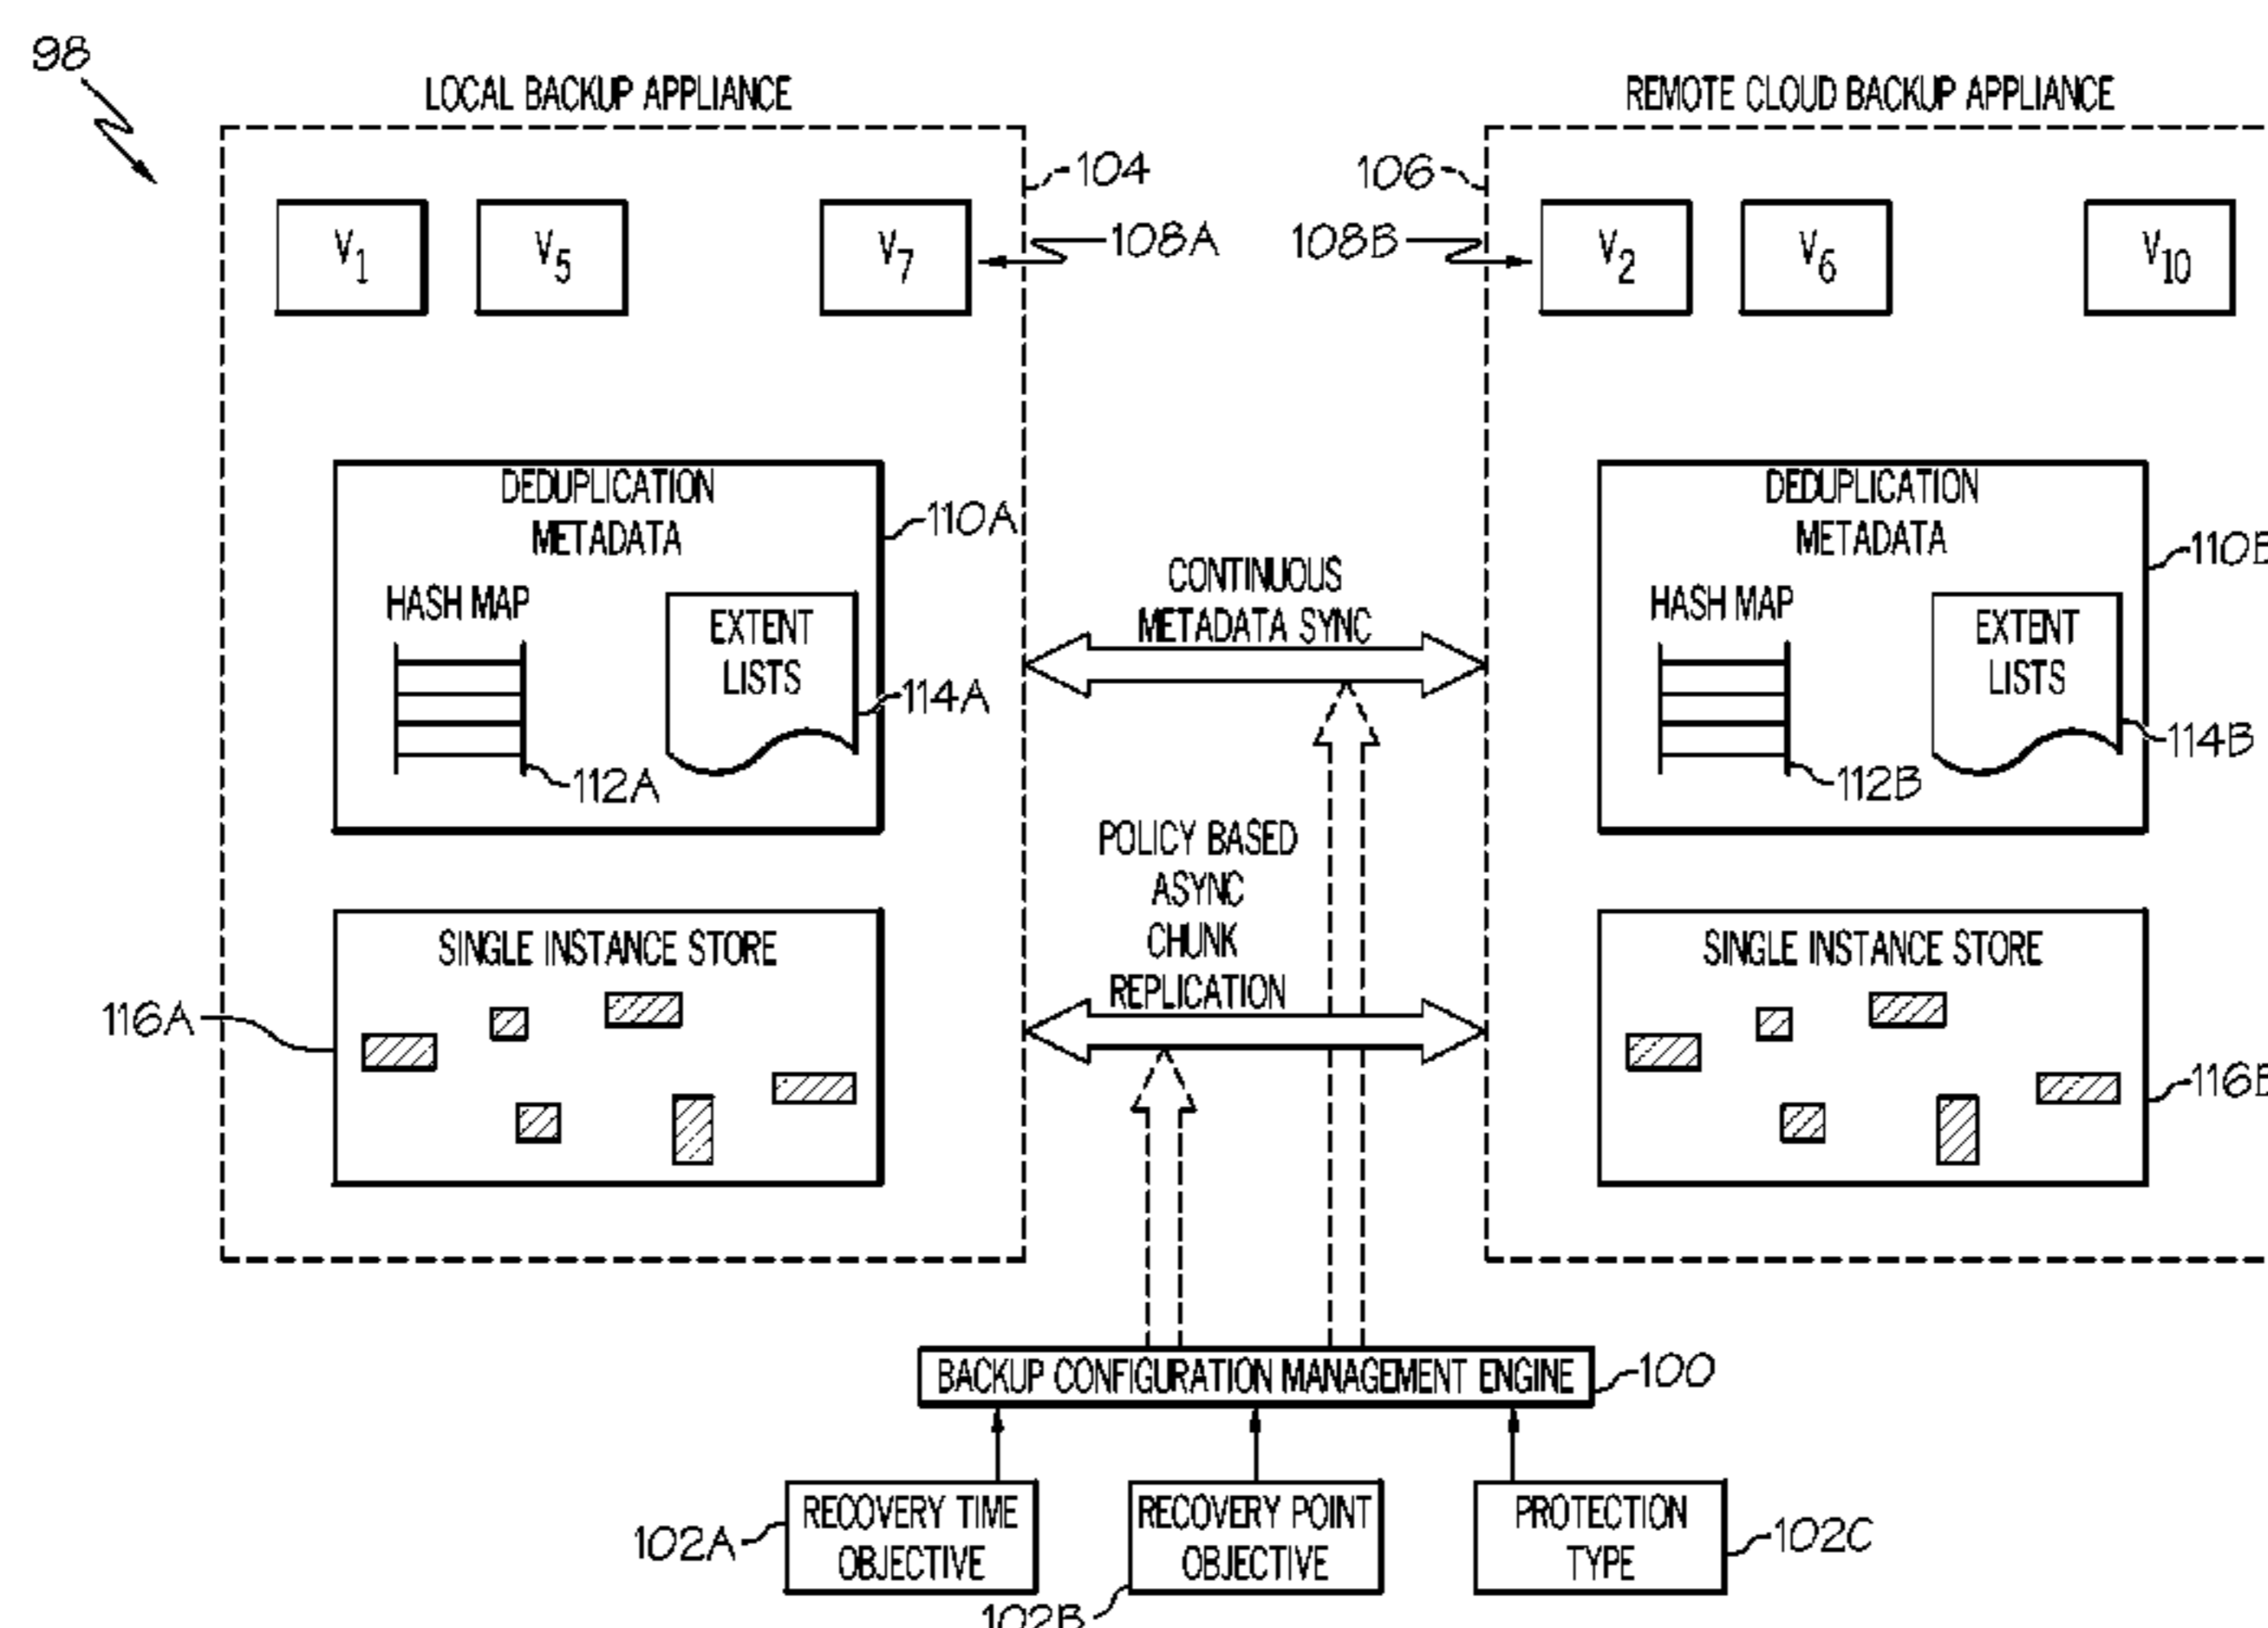 98
LOCAL BACKUP APPLIANCE
REMOTE CLOUD BACKUP APPLIANCE
104
106
V1
V5
V7
108A
108B
V2
V6
V10
DEDUPLICATION
METADATA
110A
HASH MAP
EXTENT
LISTS
114A
112A
CONTINUOUS
METADATA SYNC
DEDUPLICATION
METADATA
110B
HASH MAP
EXTENT
LISTS
114B
112B
POLICY BASED
ASYNC
CHUNK
REPLICATION
SINGLE INSTANCE STORE
116A
SINGLE INSTANCE STORE
116B
BACKUP CONFIGURATION MANAGEMENT ENGINE
100
RECOVERY TIME
OBJECTIVE
102A
RECOVERY POINT
OBJECTIVE
102B
PROTECTION
TYPE
102C